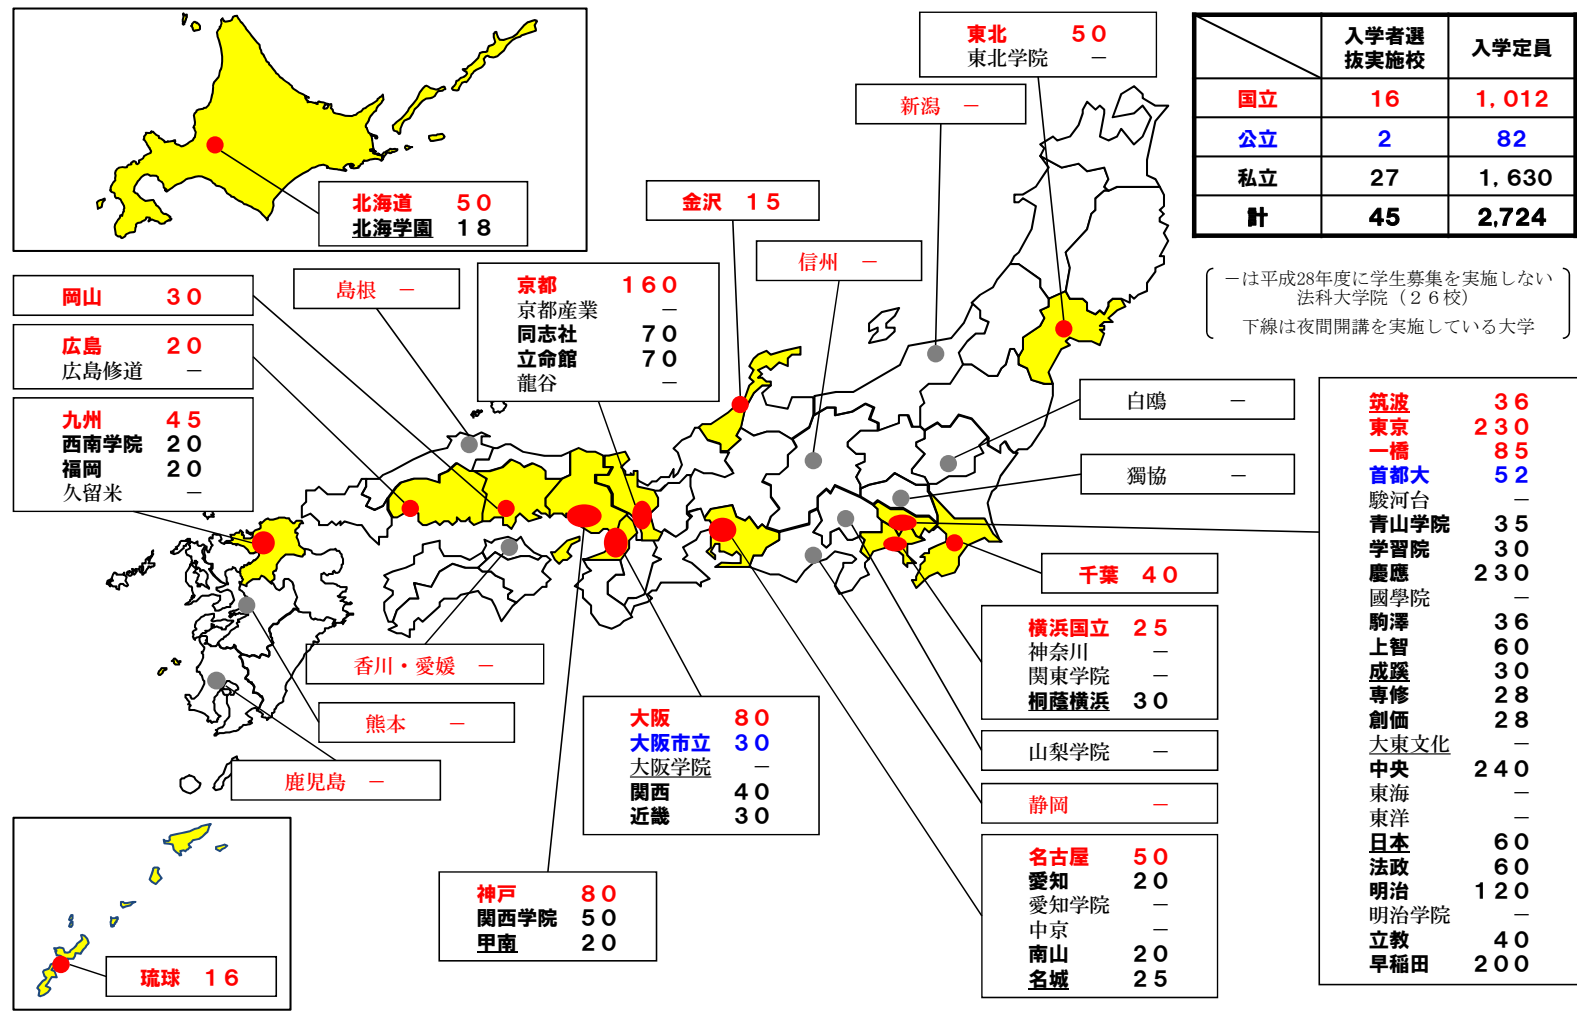 東北 ５０
東北学院 －
新潟 －
入学者選
抜実施校
入学定員
国立 16 1,012
公立 2 82
私立 27 1,630
計 45 2,724
－は平成28年度に学生募集を実施しない
法科大学院（２６校）
下線は夜間開講を実施している大学
北海道 ５０
北海学園 １８
金沢 １５
信州 －
岡山 ３０
島根 －
京都 １６０
京都産業 －
同志社 ７０
立命館 ７０
龍谷 －
広島 ２０
広島修道 －
九州 ４５
西南学院 ２０
福岡 ２０
久留米 －
白鴎 －
獨協 －
筑波 ３６
東京 ２３０
一橋 ８５
首都大 ５２
駿河台 －
青山学院 ３５
学習院 ３０
慶應 ２３０
國學院 －
駒澤 ３６
上智 ６０
成蹊 ３０
専修 ２８
創価 ２８
大東文化 －
中央 ２４０
東海 －
東洋 －
日本 ６０
法政 ６０
明治 １２０
明治学院 －
立教 ４０
早稲田 ２００
千葉 ４０
横浜国立 ２５
神奈川 －
関東学院 －
桐蔭横浜 ３０
香川・愛媛 －
熊本 －
鹿児島 －
大阪 ８０
大阪市立 ３０
大阪学院 －
関西 ４０
近畿 ３０
山梨学院 －
静岡 －
名古屋 ５０
愛知 ２０
愛知学院 －
中京 －
南山 ２０
名城 ２５
神戸 ８０
関西学院 ５０
甲南 ２０
琉球 １６